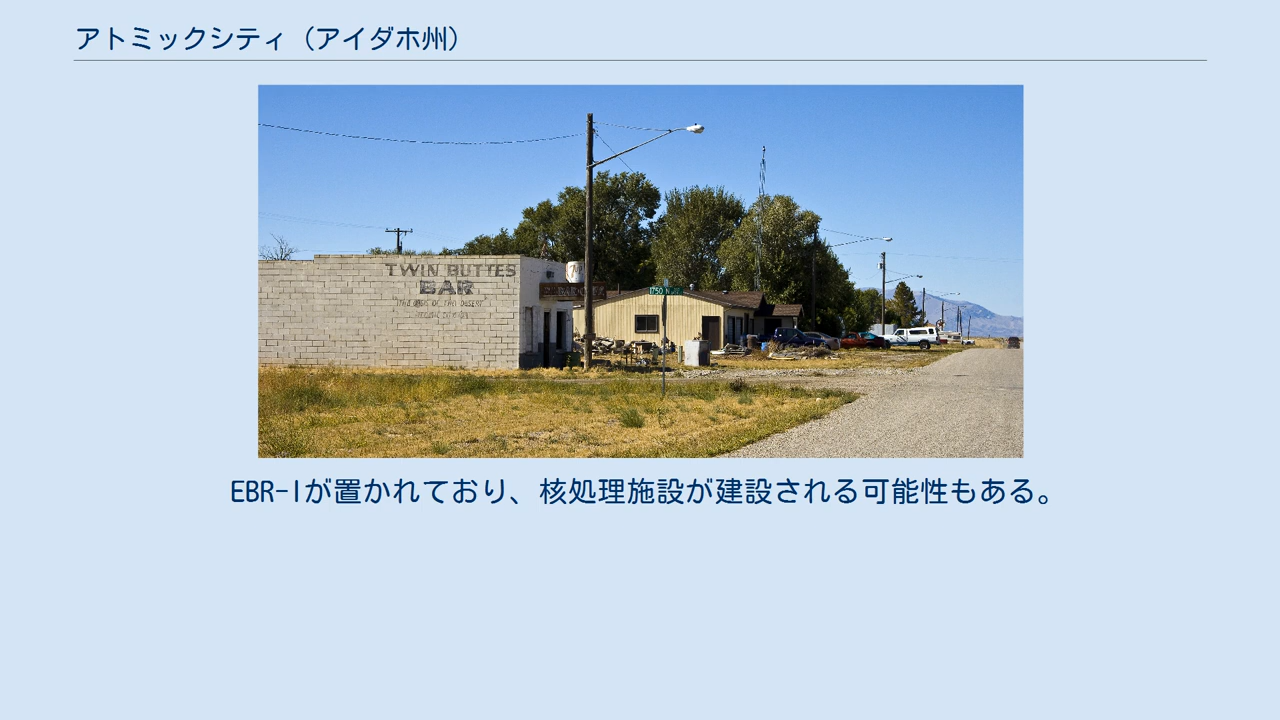 アトミックシティ（アイダホ州）
TWIN BUTTES
BAR
1750 N
EBR-Iが置かれており、核処理施設が建設される可能性もある。